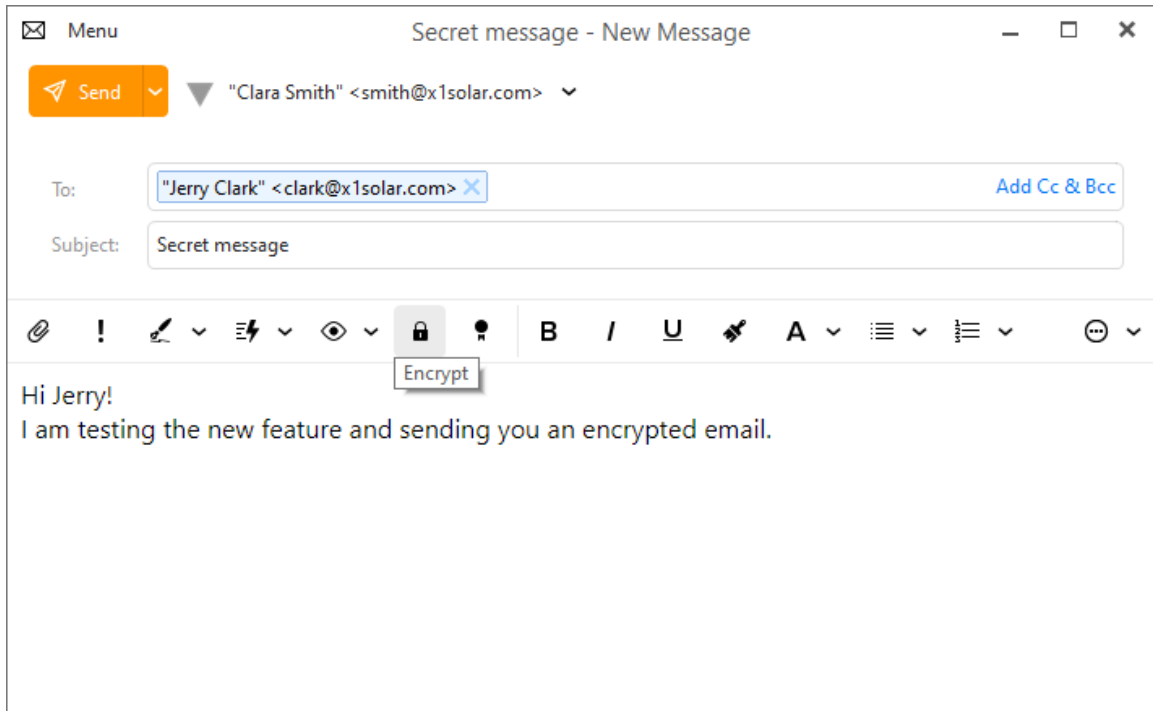 Menu
Secret message - New Message
Send
"Clara Smith" <smith@x1solar.com>
To:
"Jerry Clark" <clark@x1solar.com>
Add Cc & Bcc
Subject:
Secret message
B I U A
Encrypt
Hi Jerry!
I am testing the new feature and sending you an encrypted email.